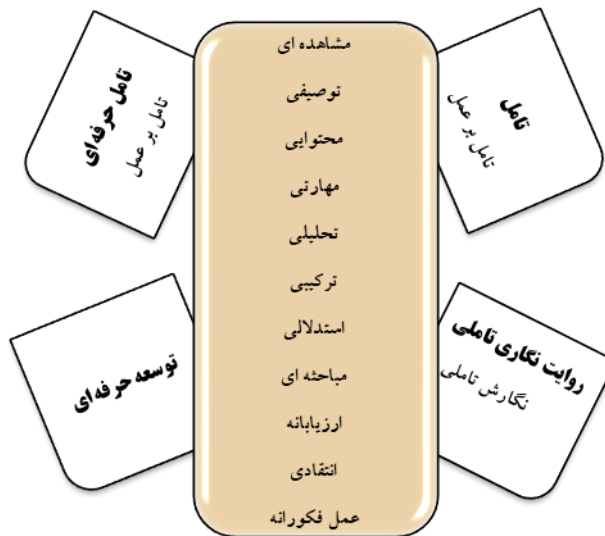 تامل
تامل بر عمل
تامل حرفه‌ای
تامل بر عمل
مشاهده ای
توصیفی
محتوایی
مهارتی
تحلیلی
ترکیبی
استدلالی
مباحثه ای
ارزیابانه
انتقادی
عمل فکورانه
روایت نگاری تاملی
نگارش تاملی
توسعه حرفه‌ای